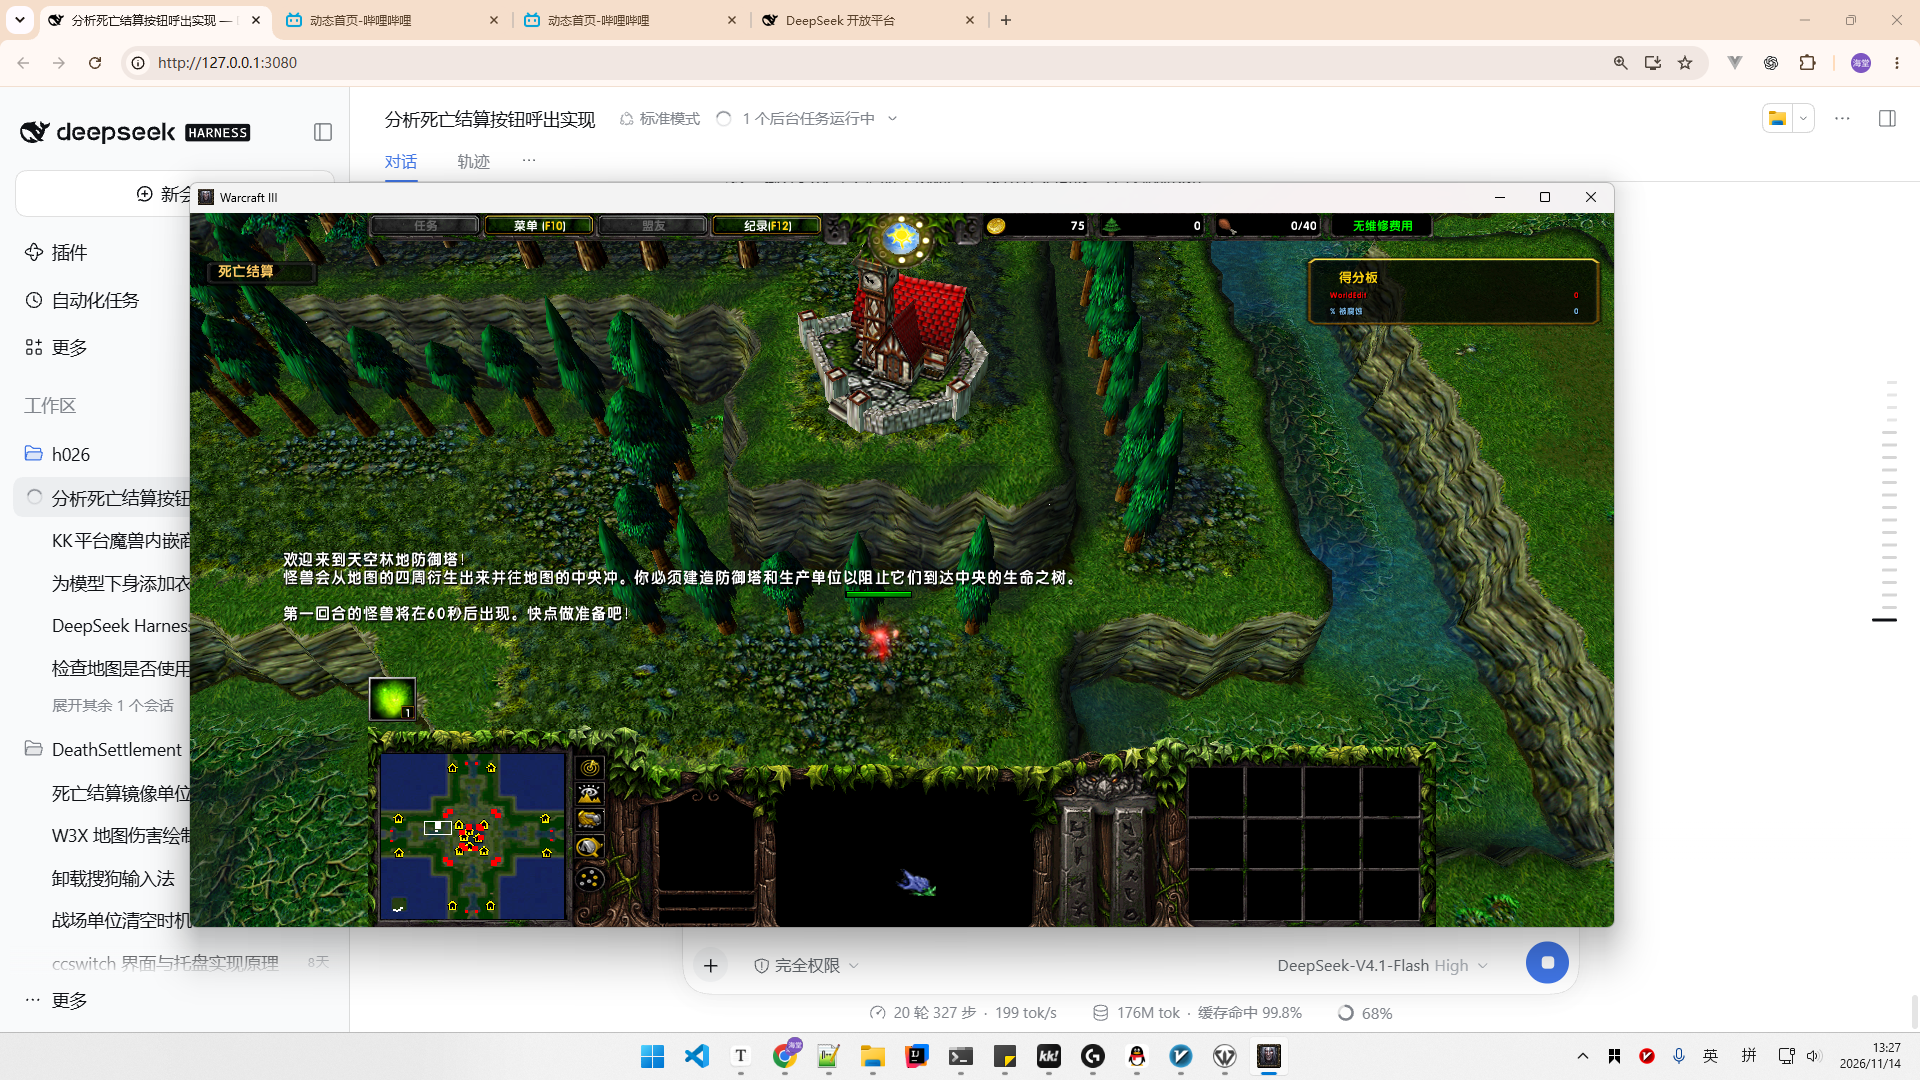 分析死亡结算按钮呼出实现 —
动态首页-哔哩哔哩
动态首页-哔哩哔哩
DeepSeek 开放平台
http://127.0.0.1:3080
海堂
deepseek HARNESS
分析死亡结算按钮呼出实现
标准模式
1 个后台任务运行中
对话
轨迹
新会
插件
自动化任务
更多
工作区
h026
分析死亡结算按钮
KK平台魔兽内嵌商
为模型下身添加衣
DeepSeek Harness
检查地图是否使用
展开其余 1 个会话
DeathSettlement
死亡结算镜像单位
W3X 地图伤害绘制
卸载搜狗输入法
战场单位清空时机
ccswitch 界面与托盘实现原理
8天
更多
Warcraft III
任务
菜单 (F10)
盟友
纪录(F12)
75
0
0/40
无维修费用
死亡结算
得分板
WorldEdit
0
% 被腐蚀
0
欢迎来到天空林地防御塔!
怪兽会从地图的四周衍生出来并往地图的中央冲。你必须建造防御塔和生产单位以阻止它们到达中央的生命之树。
第一回合的怪兽将在60秒后出现。快点做准备吧!
1
完全权限
DeepSeek-V4.1-Flash High
20 轮 327 步 · 199 tok/s
176M tok · 缓存命中 99.8%
68%
英
拼
13:27
2026/11/14